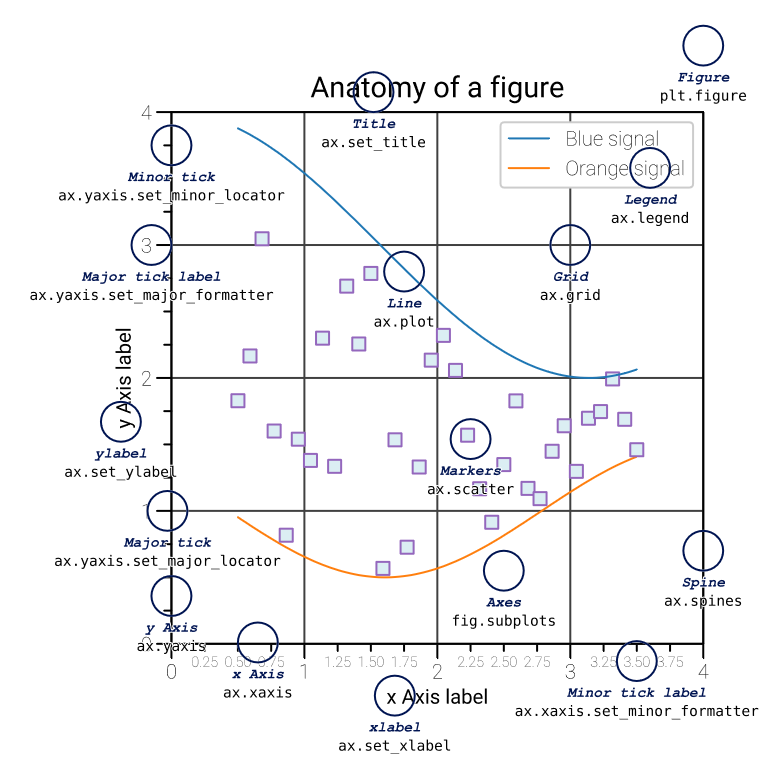 Figure
plt.figure
Anatomy of a figure
Title
ax.set_title
4
Blue signal
Orange signal
Minor tick
ax.yaxis.set_minor_locator
Legend
ax.legend
3
Major tick label
ax.yaxis.set_major_formatter
Grid
ax.grid
Line
ax.plot
y Axis label
2
ylabel
ax.set_ylabel
Markers
ax.scatter
1
Major tick
ax.yaxis.set_major_locator
Spine
ax.spines
Axes
fig.subplots
y Axis
ax.yaxis
0
0.25 0.50 0.75 1.25 1.50 1.75 2.25 2.50 2.75 3.25 3.50 3.75
0 1 2 3 4
x Axis
ax.xaxis
Minor tick label
ax.xaxis.set_minor_formatter
x Axis label
xlabel
ax.set_xlabel